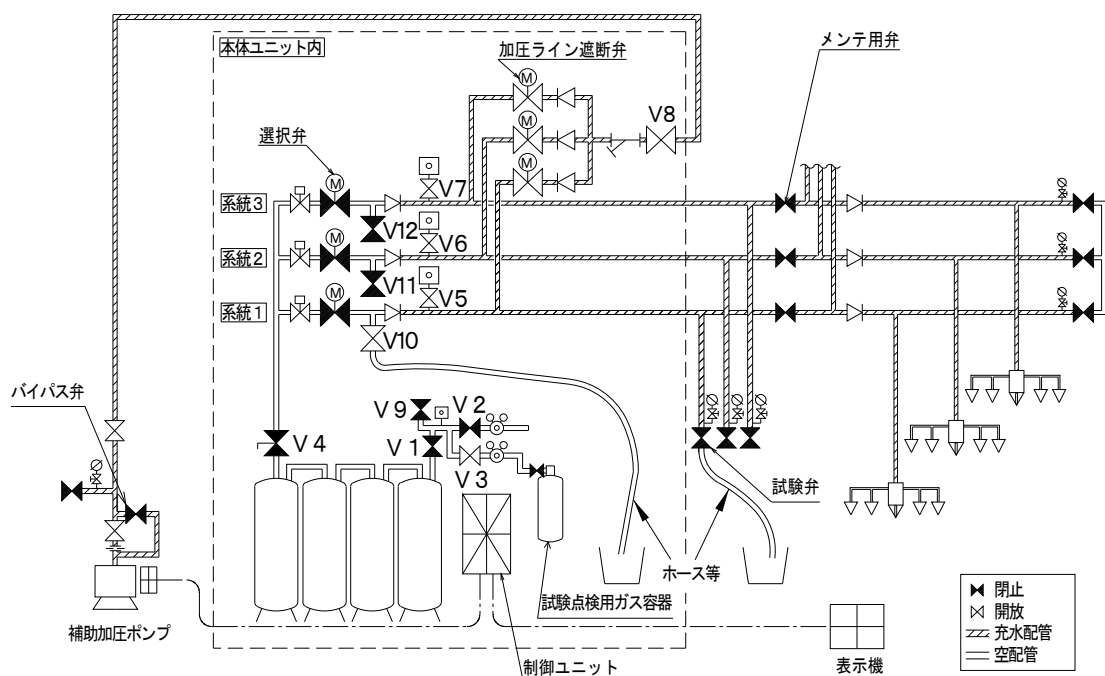 本体ユニット内
加圧ライン遮断弁
メンテ用弁
M
V8
選択弁
M
M
M
V7
系統3
V12
M
V6
系統2
V11
M
V5
系統1
V10
バイパス弁
V9
V2
V4
V1
V3
試験弁
ホース等
試験点検用ガス容器
補助加圧ポンプ
制御ユニット
表示機
閉止
開放
充水配管
空配管